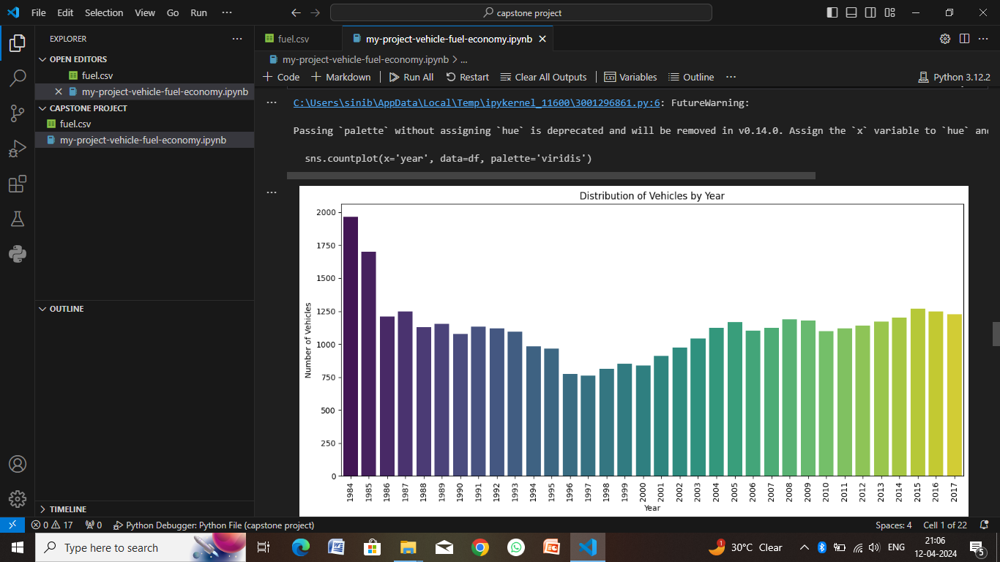 File Edit Selection View Go Run ···
capstone project
EXPLORER
OPEN EDITORS
fuel.csv
my-project-vehicle-fuel-economy.ipynb
CAPSTONE PROJECT
fuel.csv
my-project-vehicle-fuel-economy.ipynb
OUTLINE
TIMELINE
fuel.csv
my-project-vehicle-fuel-economy.ipynb
my-project-vehicle-fuel-economy.ipynb > ...
+ Code + Markdown Run All Restart Clear All Outputs Variables Outline ··· Python 3.12.2
C:\Users\sinib\AppData\Local\Temp\ipykernel_11600\3001296861.py:6: FutureWarning:
Passing `palette` without assigning `hue` is deprecated and will be removed in v0.14.0. Assign the `x` variable to `hue` and
sns.countplot(x='year', data=df, palette='viridis')
Distribution of Vehicles by Year
Number of Vehicles
2000
1750
1500
1250
1000
750
500
250
0
1984 1985 1986 1987 1988 1989 1990 1991 1992 1993 1994 1995 1996 1997 1998 1999 2000 2001 2002 2003 2004 2005 2006 2007 2008 2009 2010 2011 2012 2013 2014 2015 2016 2017
Year
0 17 0 Python Debugger: Python File (capstone project) Spaces: 4 Cell 1 of 22
Type here to search
1 30°C Clear ENG
21:06
12-04-2024
5